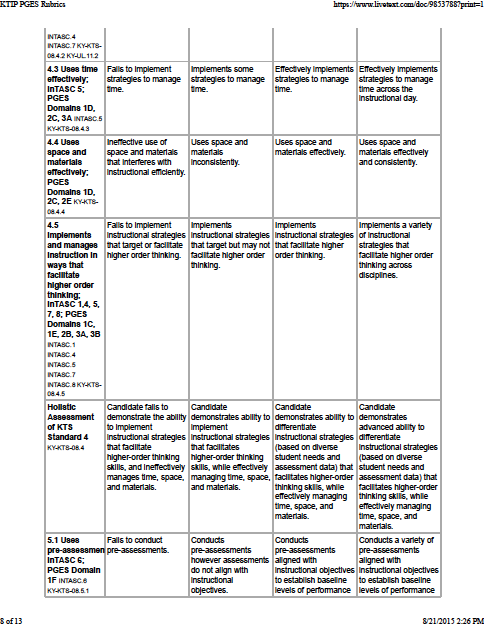 KTIP PGES Rubrics https://www.livetext.com/doc/9853788?print=1
INTASC.4
INTASC.7 KY-KTS-
08.4.2 KY-UL.11.2
4.3 Uses time
effectively;
InTASC 5;
PGES
Domains 1D,
2C, 3A INTASC.5
KY-KTS-08.4.3
Fails to implement
strategies to manage
time.
Implements some
strategies to manage
time.
Effectively implements
strategies to manage
time.
Effectively implements
strategies to manage
time across the
instructional day.
4.4 Uses
space and
materials
effectively;
PGES
Domains 1D,
2C, 2E KY-KTS-
08.4.4
Ineffective use of
space and materials
that interferes with
instructional efficiently.
Uses space and
materials
inconsistently.
Uses space and
materials effectively.
Uses space and
materials effectively
and consistently.
4.5
Implements
and manages
instruction in
ways that
facilitate
higher order
thinking;
InTASC 1,4, 5,
7, 8; PGES
Domains 1C,
1E, 2B, 3A, 3B
INTASC.1
INTASC.4
INTASC.5
INTASC.7
INTASC.8 KY-KTS-
08.4.5
Fails to implement
instructional strategies
that target or facilitate
higher order thinking.
Implements
instructional strategies
that target but may not
facilitate higher order
thinking.
Implements
instructional strategies
that facilitate higher
order thinking.
Implements a variety
of instructional
strategies that
facilitate higher order
thinking across
disciplines.
Holistic
Assessment
of KTS
Standard 4
KY-KTS-08.4
Candidate fails to
demonstrate the ability
to implement
instructional strategies
that facilitate
higher-order thinking
skills, and ineffectively
manages time, space,
and materials.
Candidate
demonstrates ability to
implement
instructional strategies
that facilitates
higher-order thinking
skills, while effectively
managing time, space,
and materials.
Candidate
demonstrates ability to
differentiate
instructional strategies
(based on diverse
student needs and
assessment data) that
facilitates higher-order
thinking skills, while
effectively managing
time, space, and
materials.
Candidate
demonstrates
advanced ability to
differentiate
instructional strategies
(based on diverse
student needs and
assessment data) that
facilitates higher-order
thinking skills, while
effectively managing
time, space, and
materials.
5.1 Uses
pre-assessmen
InTASC 6;
PGES Domain
1F INTASC.6
KY-KTS-08.5.1
Fails to conduct
pre-assessments.
Conducts
pre-assessments
however assessments
do not align with
instructional
objectives.
Conducts
pre-assessments
aligned with
instructional objectives
to establish baseline
levels of performance
Conducts a variety of
pre-assessments
aligned with
instructional objectives
to establish baseline
levels of performance
8 of 13 8/21/2015 2:26 PM